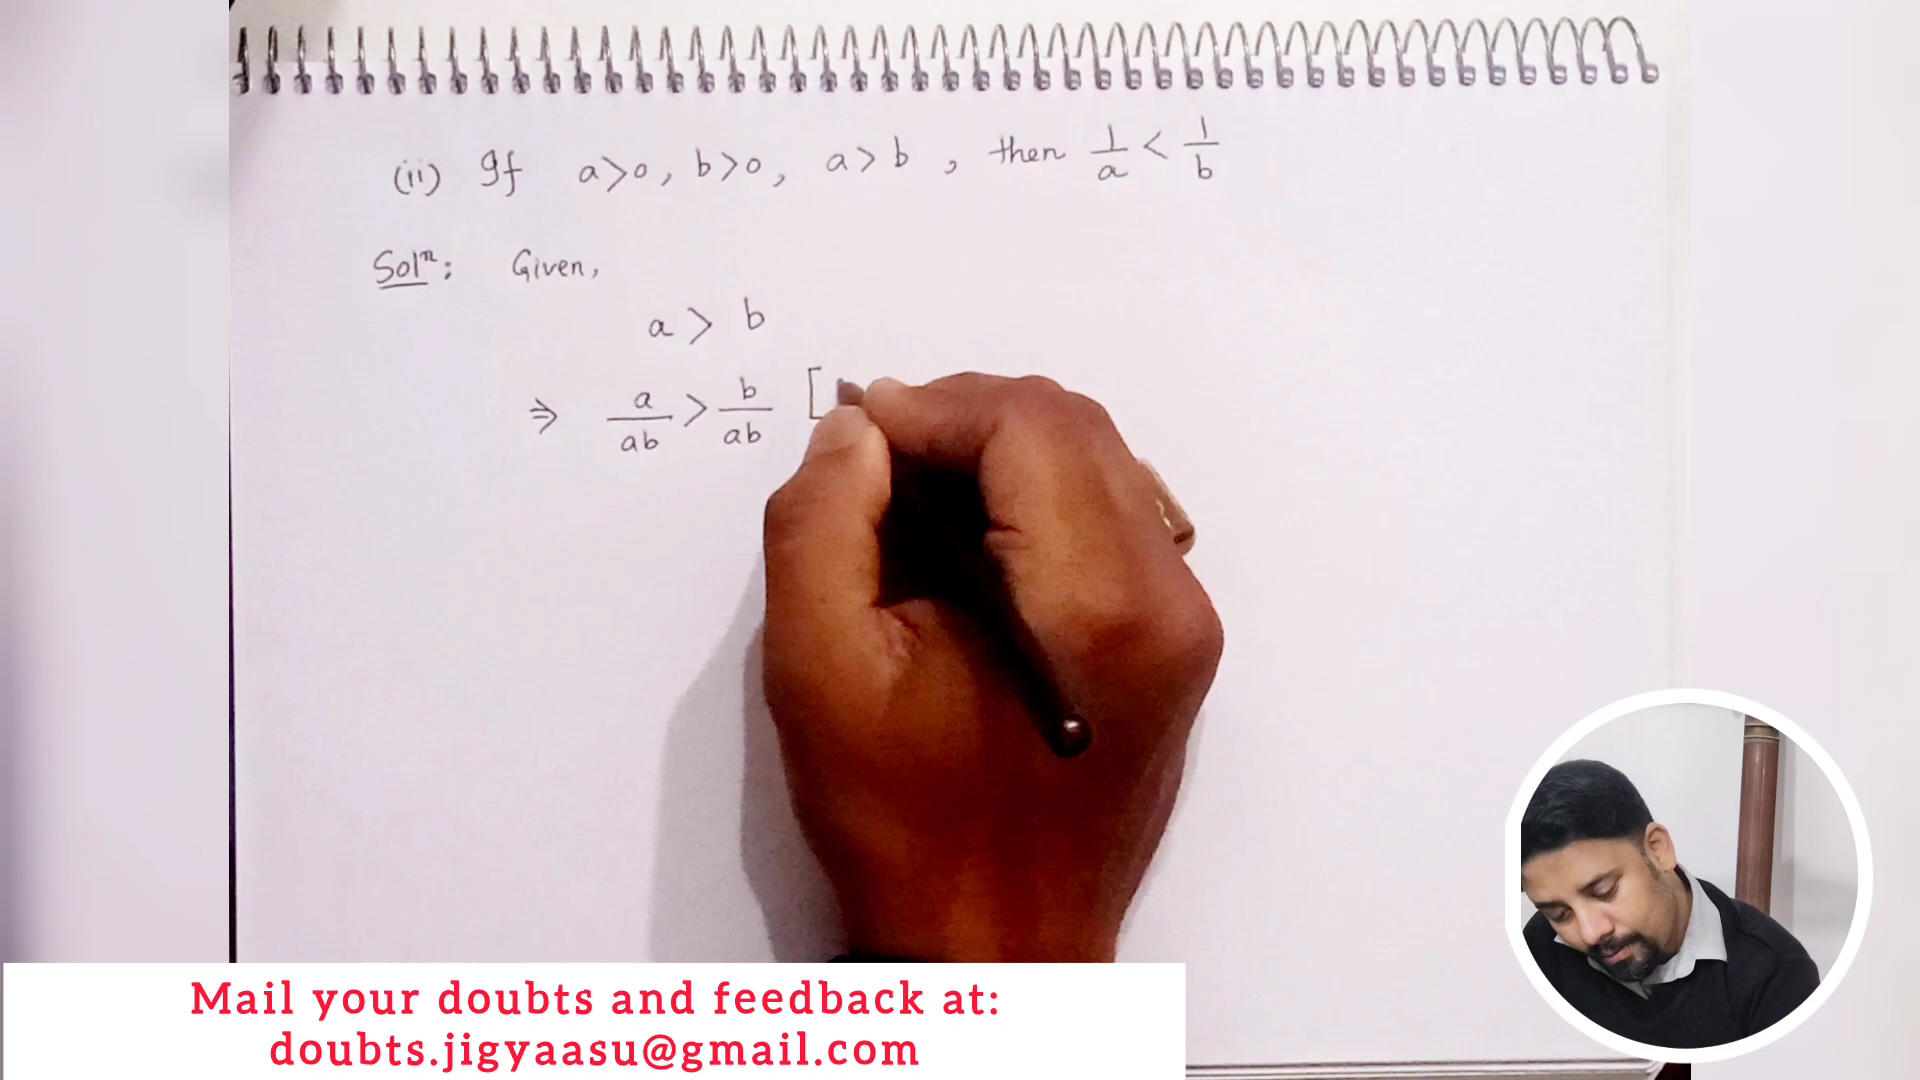 (ii) If a>0, b>0, a>b, then 1/a < 1/b
Solⁿ: Given,
a > b
⇒ a/ab > b/ab [
Mail your doubts and feedback at:
doubts.jigyaasu@gmail.com